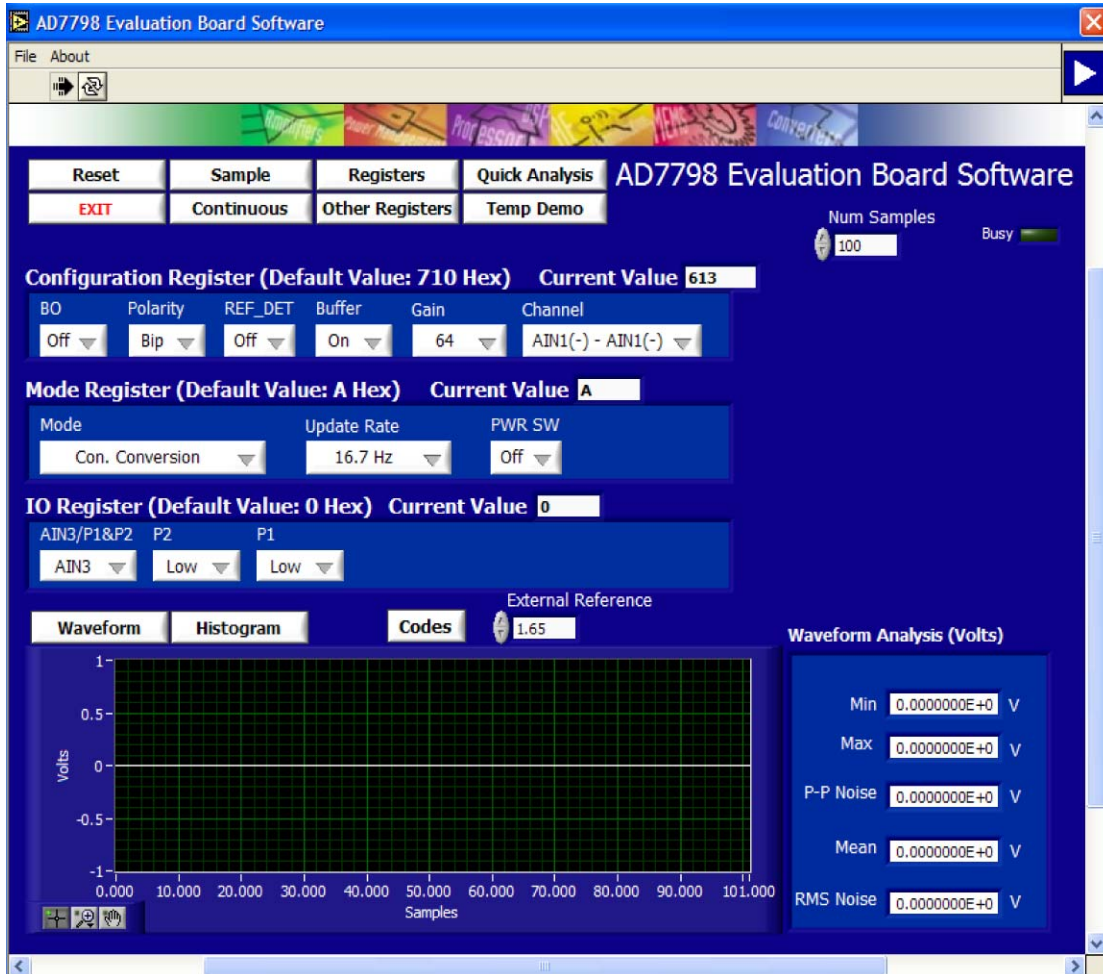 AD7798 Evaluation Board Software
File About
Amplifiers Power Management Processors DSP MEMS Converters
Reset Sample Registers Quick Analysis AD7798 Evaluation Board Software
EXIT Continuous Other Registers Temp Demo
Num Samples
100
Busy
Configuration Register (Default Value: 710 Hex) Current Value 613
BO Polarity REF_DET Buffer Gain Channel
Off Bip Off On 64 AIN1(-) - AIN1(-)
Mode Register (Default Value: A Hex) Current Value A
Mode Update Rate PWR SW
Con. Conversion 16.7 Hz Off
IO Register (Default Value: 0 Hex) Current Value 0
AIN3/P1&P2 P2 P1
AIN3 Low Low
External Reference
Waveform Histogram Codes 1.65
Waveform Analysis (Volts)
Volts
1
0.5
0
-0.5
-1
0.000 10.000 20.000 30.000 40.000 50.000 60.000 70.000 80.000 90.000 101.000
Samples
Min 0.0000000E+0 V
Max 0.0000000E+0 V
P-P Noise 0.0000000E+0 V
Mean 0.0000000E+0 V
RMS Noise 0.0000000E+0 V